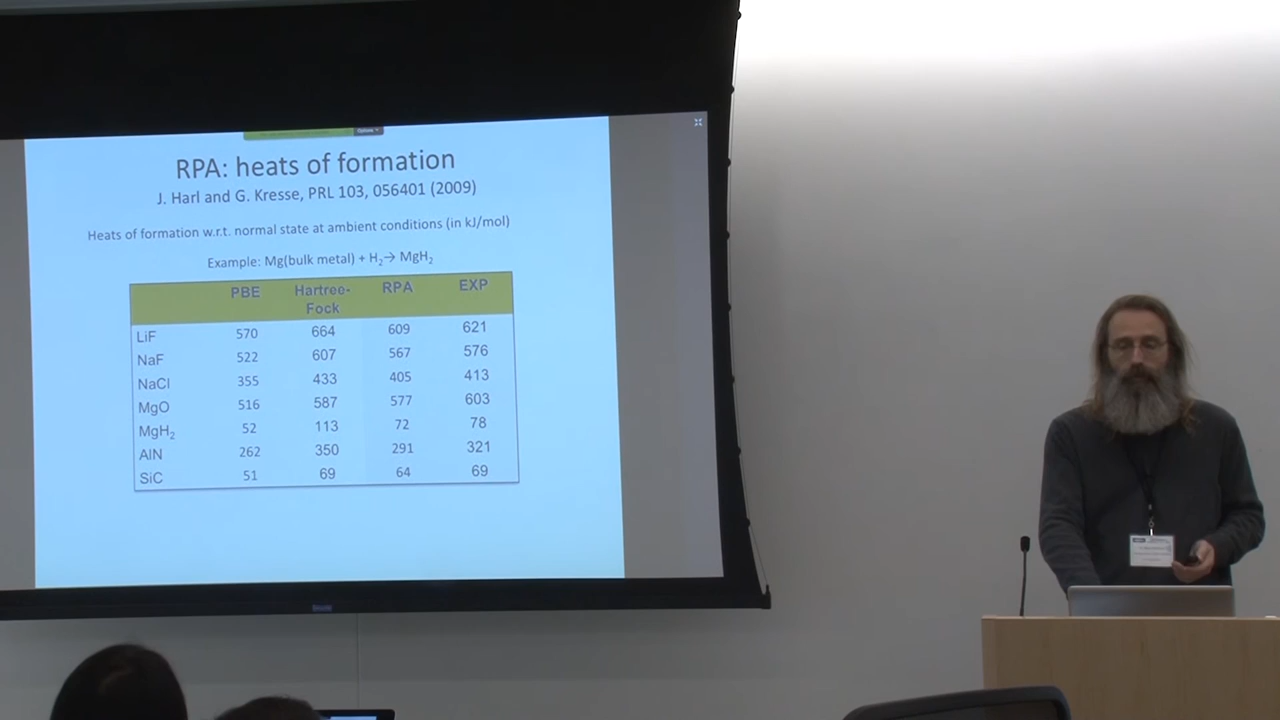 Options
RPA: heats of formation
J. Harl and G. Kresse, PRL 103, 056401 (2009)
Heats of formation w.r.t. normal state at ambient conditions (in kJ/mol)
Example: Mg(bulk metal) + H₂→ MgH₂
PBE Hartree-Fock RPA EXP
LiF 570 664 609 621
NaF 522 607 567 576
NaCl 355 433 405 413
MgO 516 587 577 603
MgH₂ 52 113 72 78
AlN 262 350 291 321
SiC 51 69 64 69